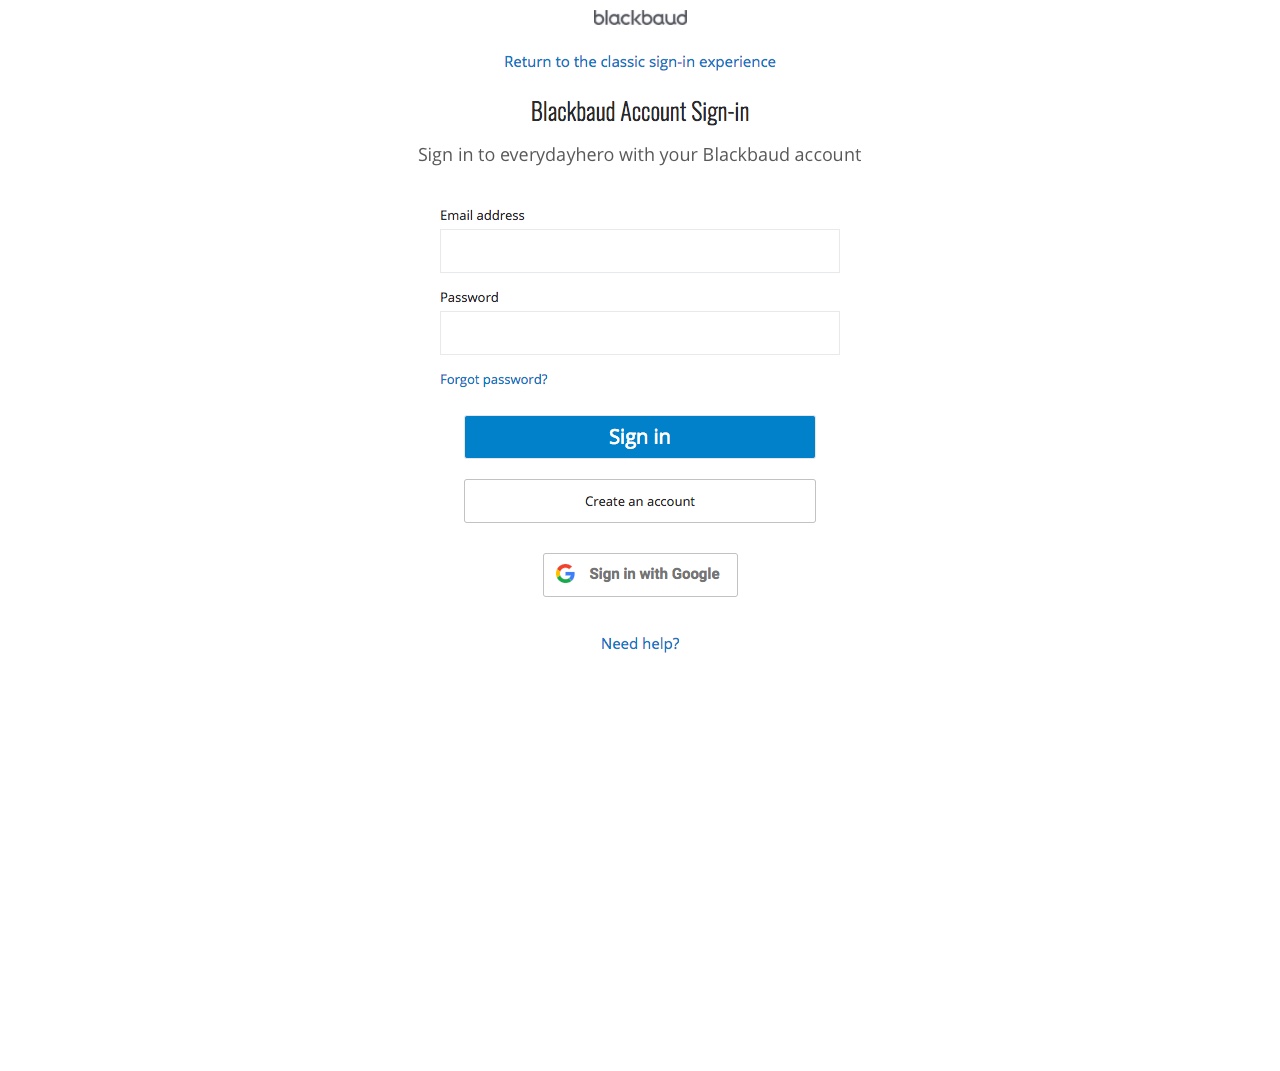 blackbaud
Return to the classic sign-in experience
Blackbaud Account Sign-in
Sign in to everydayhero with your Blackbaud account
Email address
Password
Forgot password?
Sign in
Create an account
Sign in with Google
Need help?